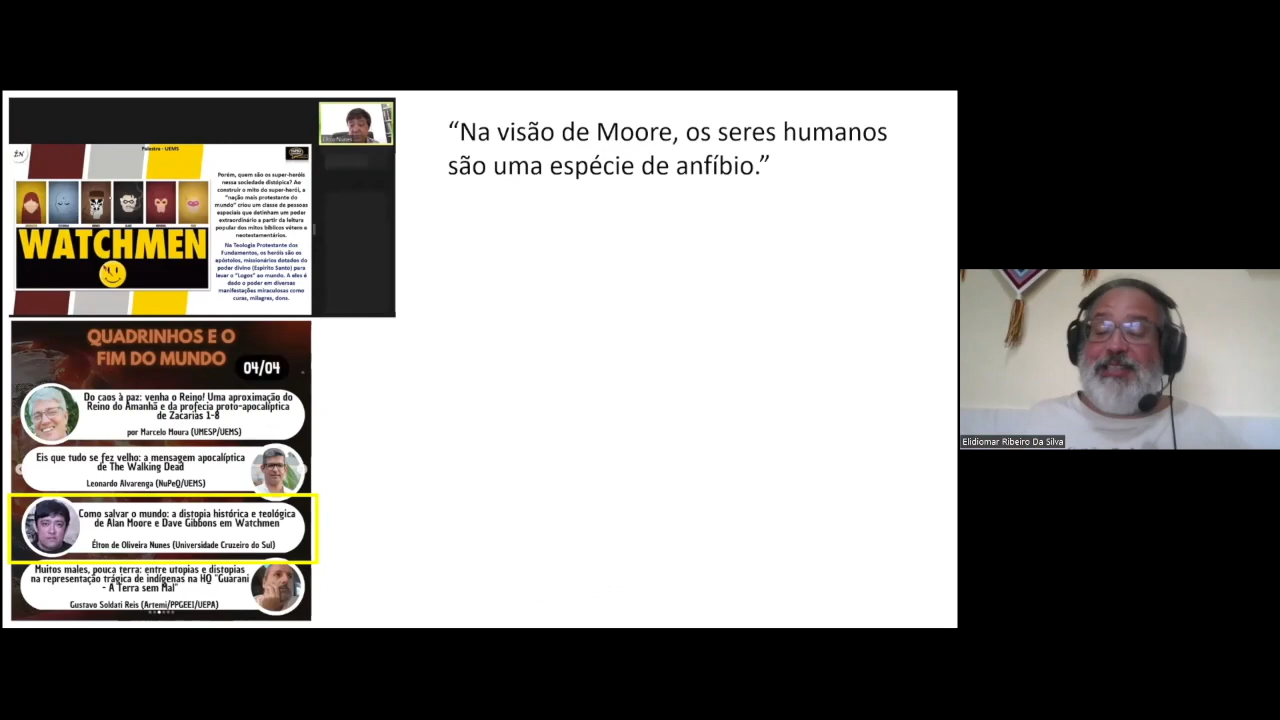 Palestra - UEMS
ÉN
Porém, quem são os super-heróis
nessa sociedade distópica? Ao
construir o mito do super-herói, a
"nação mais protestante do
mundo" criou um classe de pessoas
especiais que detinham um poder
extraordinário a partir da leitura
popular dos mitos bíblicos vétero e
neotestamentários.
Na Teologia Protestante dos
Fundamentos, os heróis são os
apóstolos, missionários dotados do
poder divino (Espírito Santo) para
levar o "Logos" ao mundo. A eles é
dado o poder em diversas
manifestações miraculosas como
curas, milagres, dons.
WATCHMEN
QUADRINHOS E O
FIM DO MUNDO
04/04
Do caos à paz: venha o Reino! Uma aproximação do
Reino do Amanhã e da profecia proto-apocalíptica
de Zacarias 1-8
por Marcelo Moura (UMESP/UEMS)
Eis que tudo se fez velho: a mensagem apocalíptica
de The Walking Dead
Leonardo Alvarenga (NuPeQ/UEMS)
Como salvar o mundo: a distopia histórica e teológica
de Alan Moore e Dave Gibbons em Watchmen
Élton de Oliveira Nunes (Universidade Cruzeiro do Sul)
Muitos males, pouca terra: entre utopias e distopias
na representação trágica de indígenas na HQ "Guarani
- A Terra sem Mal"
Gustavo Soldati Reis (Artemi/PPGEEI/UEPA)
“Na visão de Moore, os seres humanos
são uma espécie de anfíbio.”
Elidiomar Ribeiro Da Silva